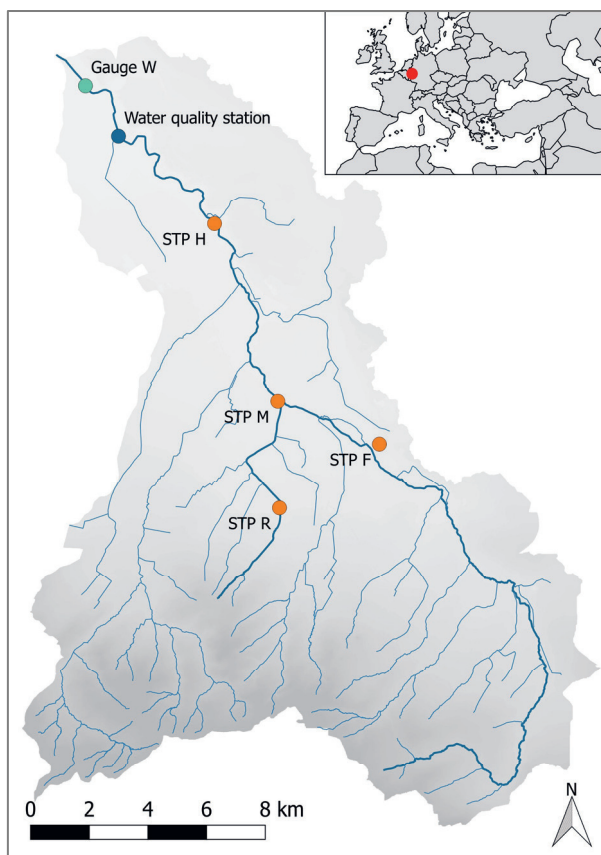 Gauge W
Water quality station
STP H
STP M
STP F
STP R
0 2 4 6 8 km
N